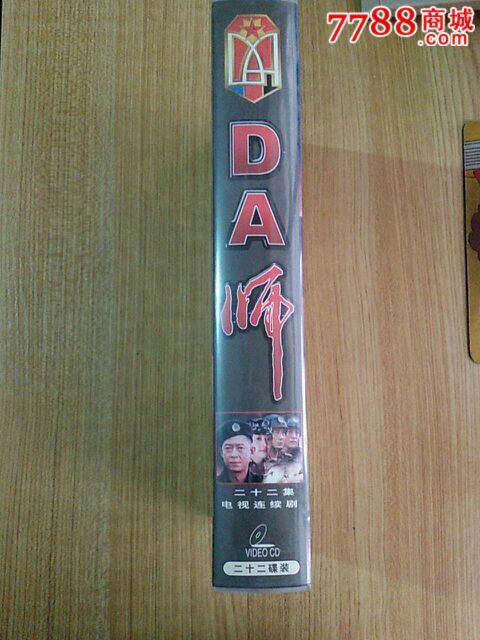 7788商城
.com
D
A
师
二十二集
电视连续剧
VIDEO CD
二十二碟装